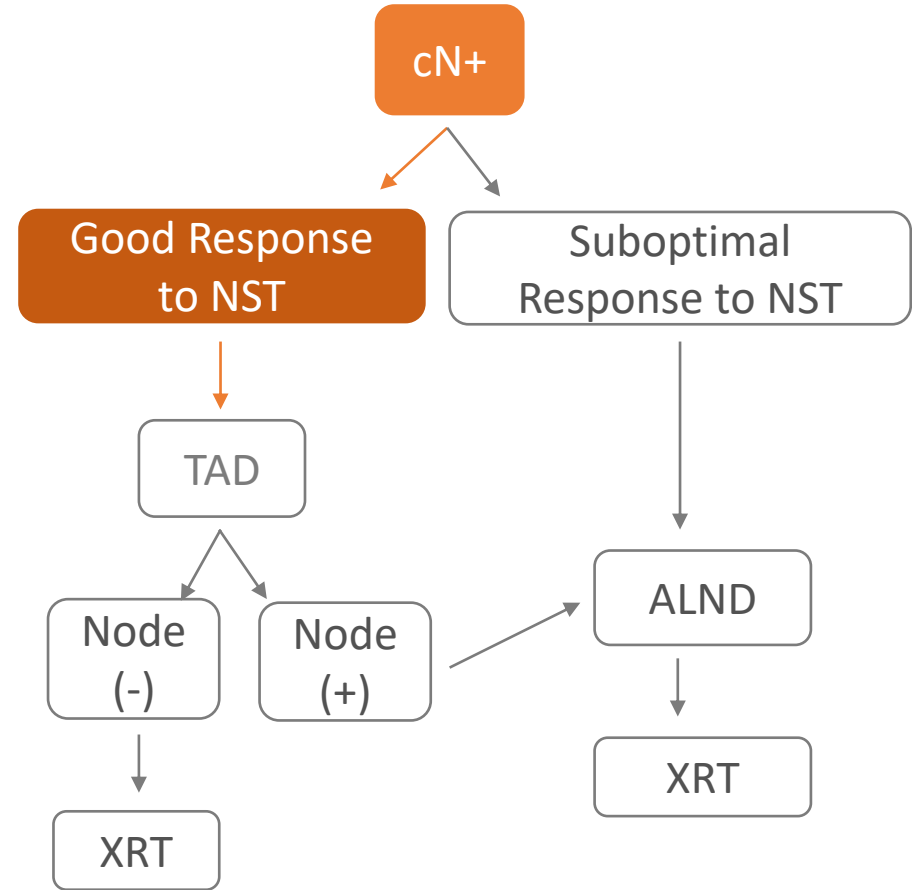 cN+
Good Response
to NST
Suboptimal
Response to NST
TAD
Node
(-)
Node
(+)
ALND
XRT
XRT